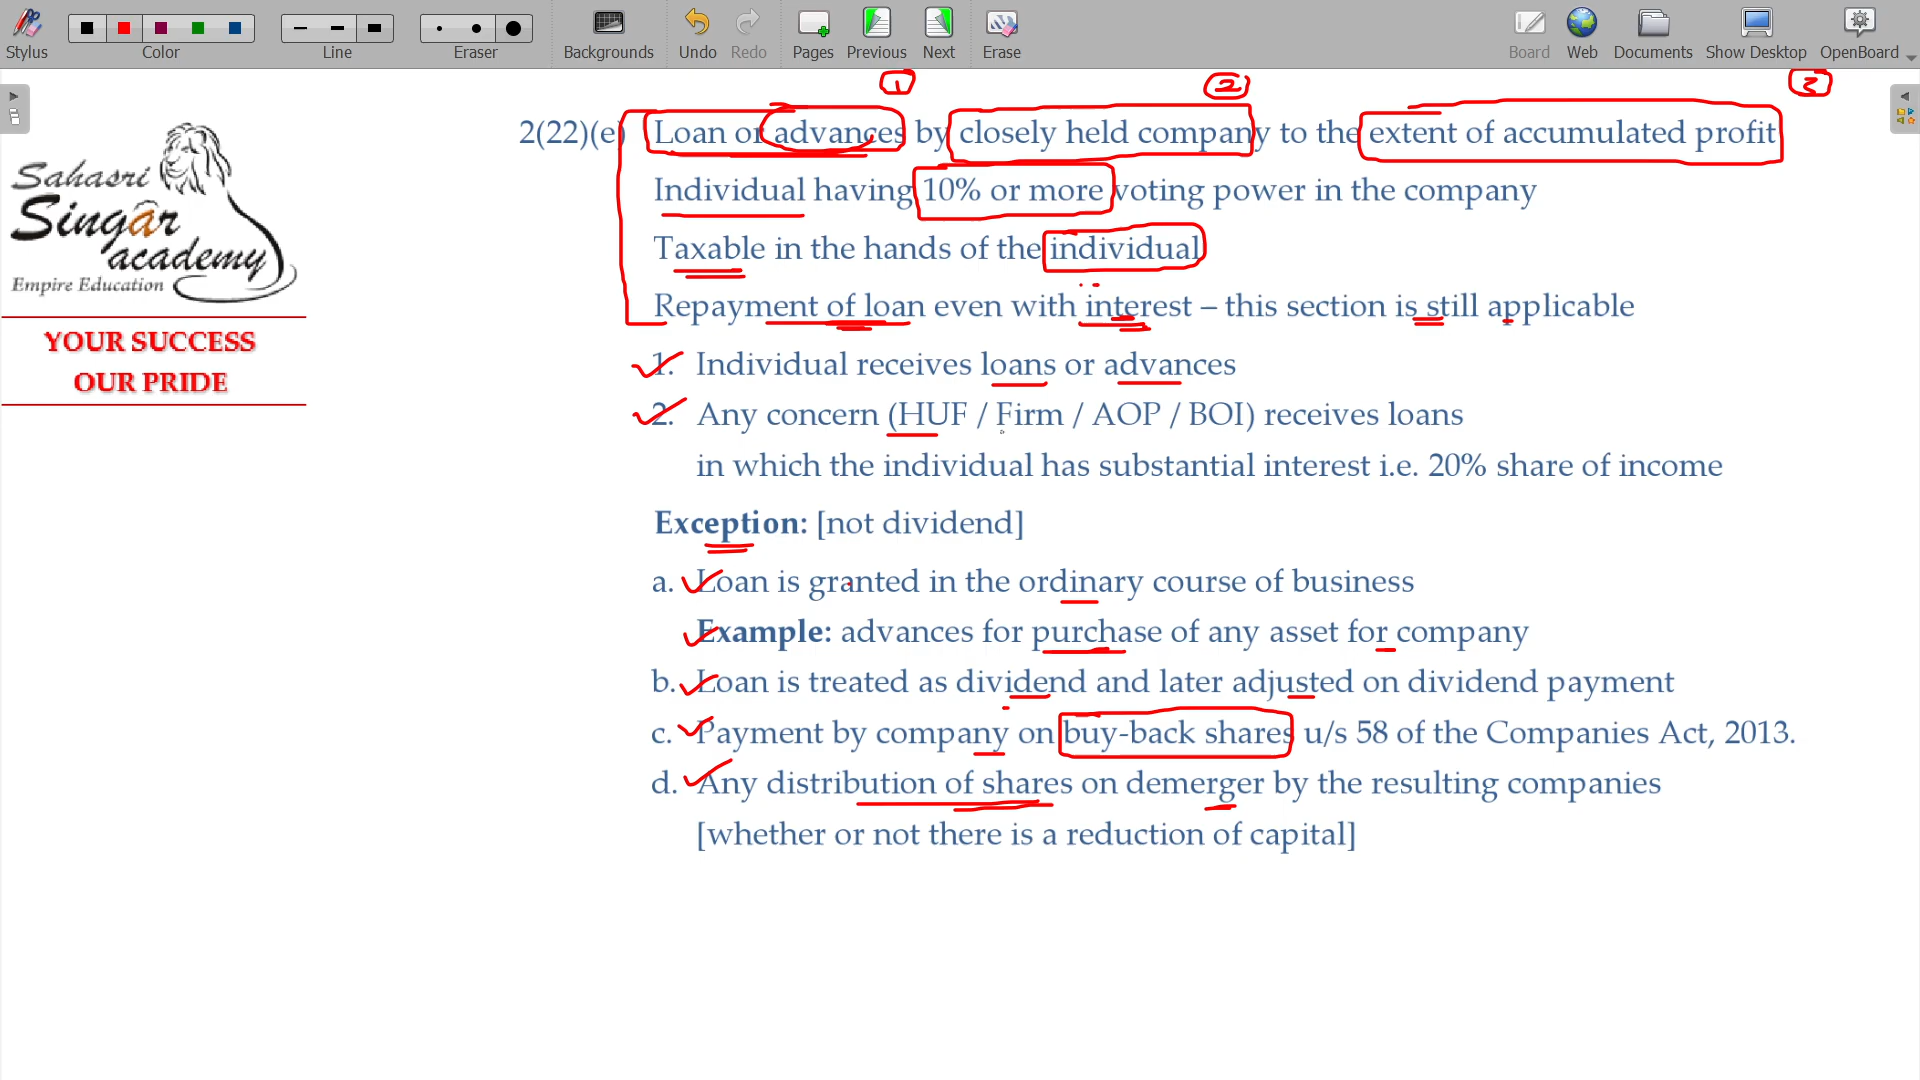 Stylus
Color
Line
Eraser
Backgrounds
Undo
Redo
Pages
Previous
Next
Erase
Board
Web
Documents
Show Desktop
OpenBoard
1
2
3
Sahasri
Singar
academy
Empire Education
YOUR SUCCESS
OUR PRIDE
2(22)(e) Loan or advances by closely held company to the extent of accumulated profit
Individual having 10% or more voting power in the company
Taxable in the hands of the individual
Repayment of loan even with interest – this section is still applicable
1. Individual receives loans or advances
2. Any concern (HUF / Firm / AOP / BOI) receives loans
in which the individual has substantial interest i.e. 20% share of income
Exception: [not dividend]
a. Loan is granted in the ordinary course of business
Example: advances for purchase of any asset for company
b. Loan is treated as dividend and later adjusted on dividend payment
c. Payment by company on buy-back shares u/s 58 of the Companies Act, 2013.
d. Any distribution of shares on demerger by the resulting companies
[whether or not there is a reduction of capital]